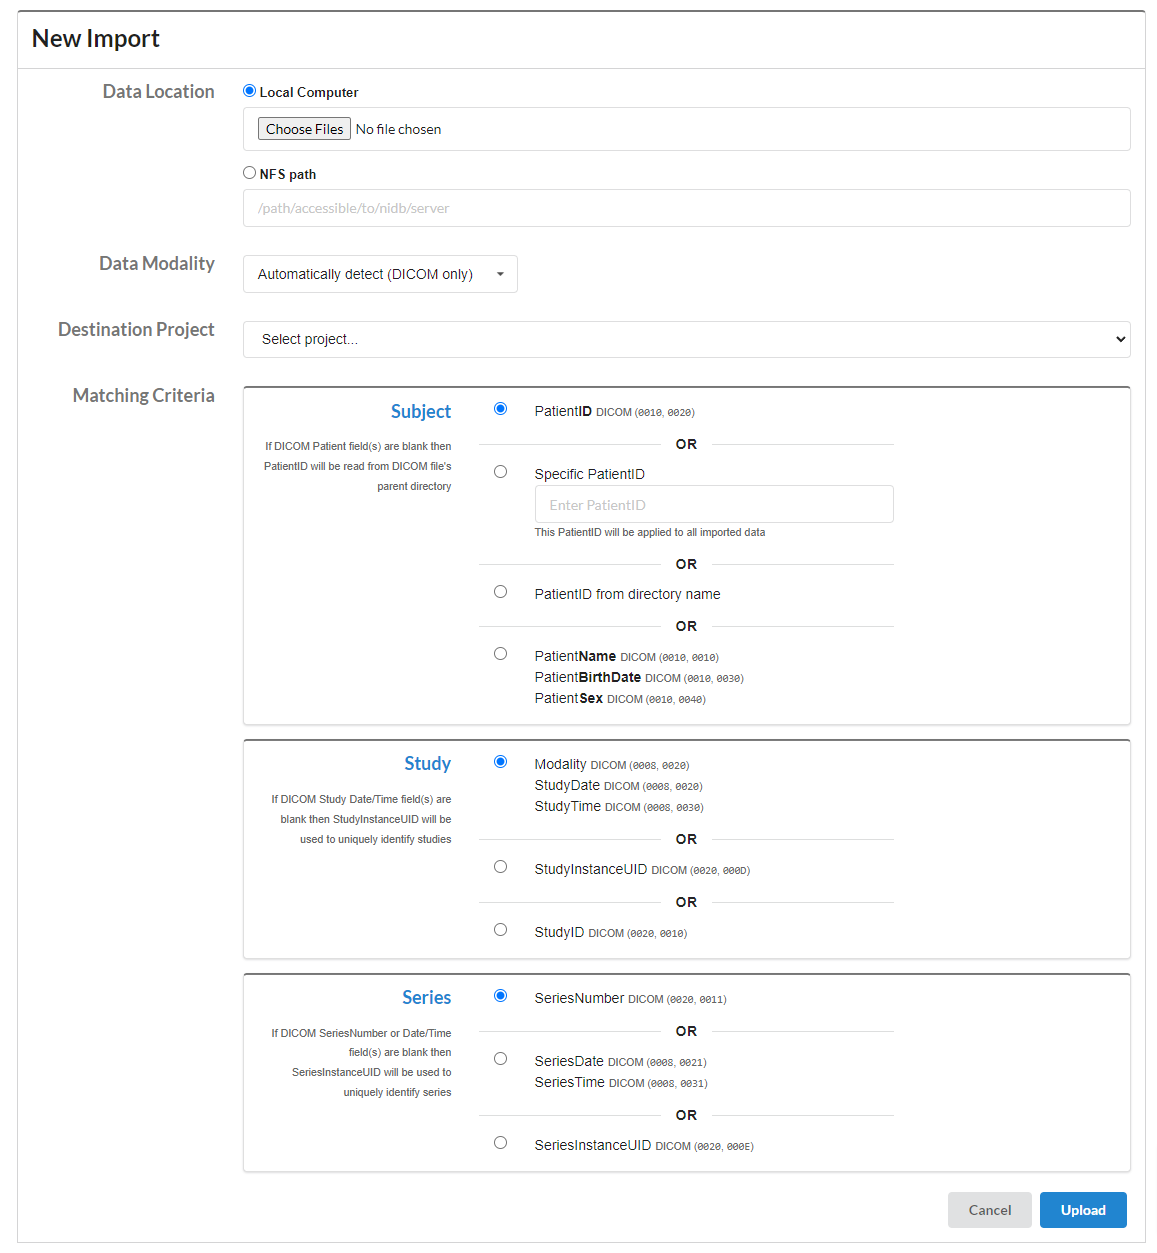 New Import
Data Location
Local Computer
Choose Files No file chosen
NFS path
/path/accessible/to/nidb/server
Data Modality
Automatically detect (DICOM only)
Destination Project
Select project...
Matching Criteria
Subject
If DICOM Patient field(s) are blank then
PatientID will be read from DICOM file's
parent directory
PatientID DICOM (0010, 0020)
OR
Specific PatientID
Enter PatientID
This PatientID will be applied to all imported data
OR
PatientID from directory name
OR
PatientName DICOM (0010, 0010)
PatientBirthDate DICOM (0010, 0030)
PatientSex DICOM (0010, 0040)
Study
If DICOM Study Date/Time field(s) are
blank then StudyInstanceUID will be
used to uniquely identify studies
Modality DICOM (0008, 0020)
StudyDate DICOM (0008, 0020)
StudyTime DICOM (0008, 0030)
OR
StudyInstanceUID DICOM (0020, 000D)
OR
StudyID DICOM (0020, 0010)
Series
If DICOM SeriesNumber or Date/Time
field(s) are blank then
SeriesInstanceUID will be used to
uniquely identify series
SeriesNumber DICOM (0020, 0011)
OR
SeriesDate DICOM (0008, 0021)
SeriesTime DICOM (0008, 0031)
OR
SeriesInstanceUID DICOM (0020, 000E)
Cancel
Upload